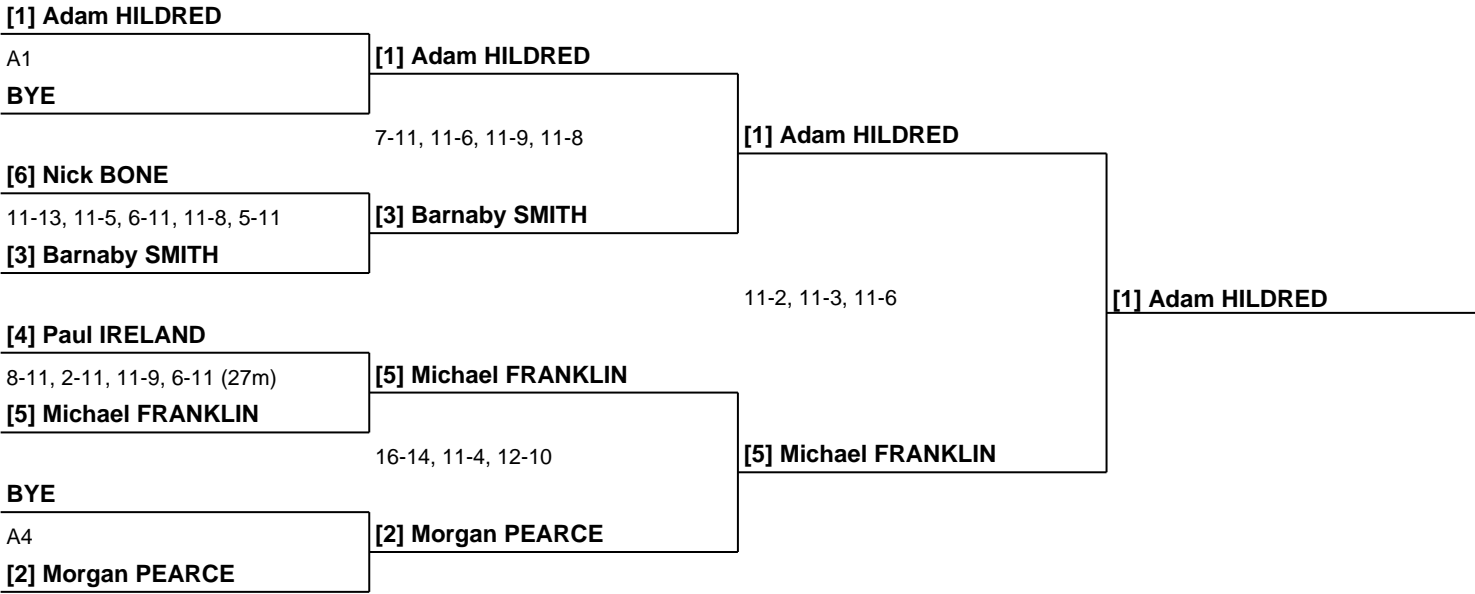 [1] Adam HILDRED
A1
BYE
[6] Nick BONE
11-13, 11-5, 6-11, 11-8, 5-11
[3] Barnaby SMITH
[4] Paul IRELAND
8-11, 2-11, 11-9, 6-11 (27m)
[5] Michael FRANKLIN
BYE
A4
[2] Morgan PEARCE
[1] Adam HILDRED
7-11, 11-6, 11-9, 11-8
[3] Barnaby SMITH
[5] Michael FRANKLIN
16-14, 11-4, 12-10
[2] Morgan PEARCE
[1] Adam HILDRED
11-2, 11-3, 11-6
[5] Michael FRANKLIN
[1] Adam HILDRED